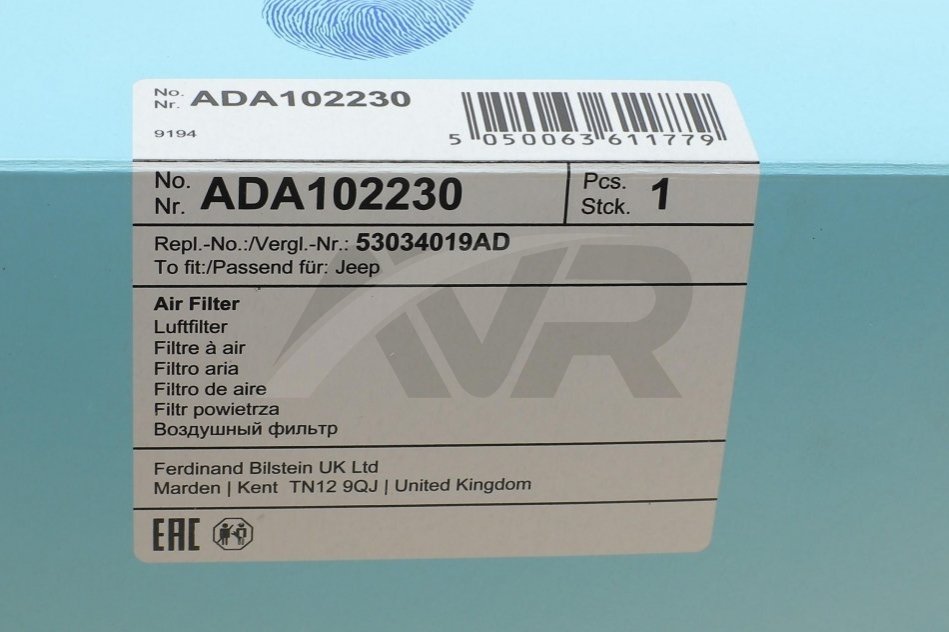 No.
Nr. ADA102230
9194
5 050063 611779
No.
Nr. ADA102230
Pcs.
Stck. 1
Repl.-No.:/Vergl.-Nr.: 53034019AD
To fit:/Passend für: Jeep
Air Filter
Luftfilter
Filtre à air
Filtro aria
Filtro de aire
Filtr powietrza
Воздушный фильтр
Ferdinand Bilstein UK Ltd
Marden | Kent TN12 9QJ | United Kingdom
EAC
AVR